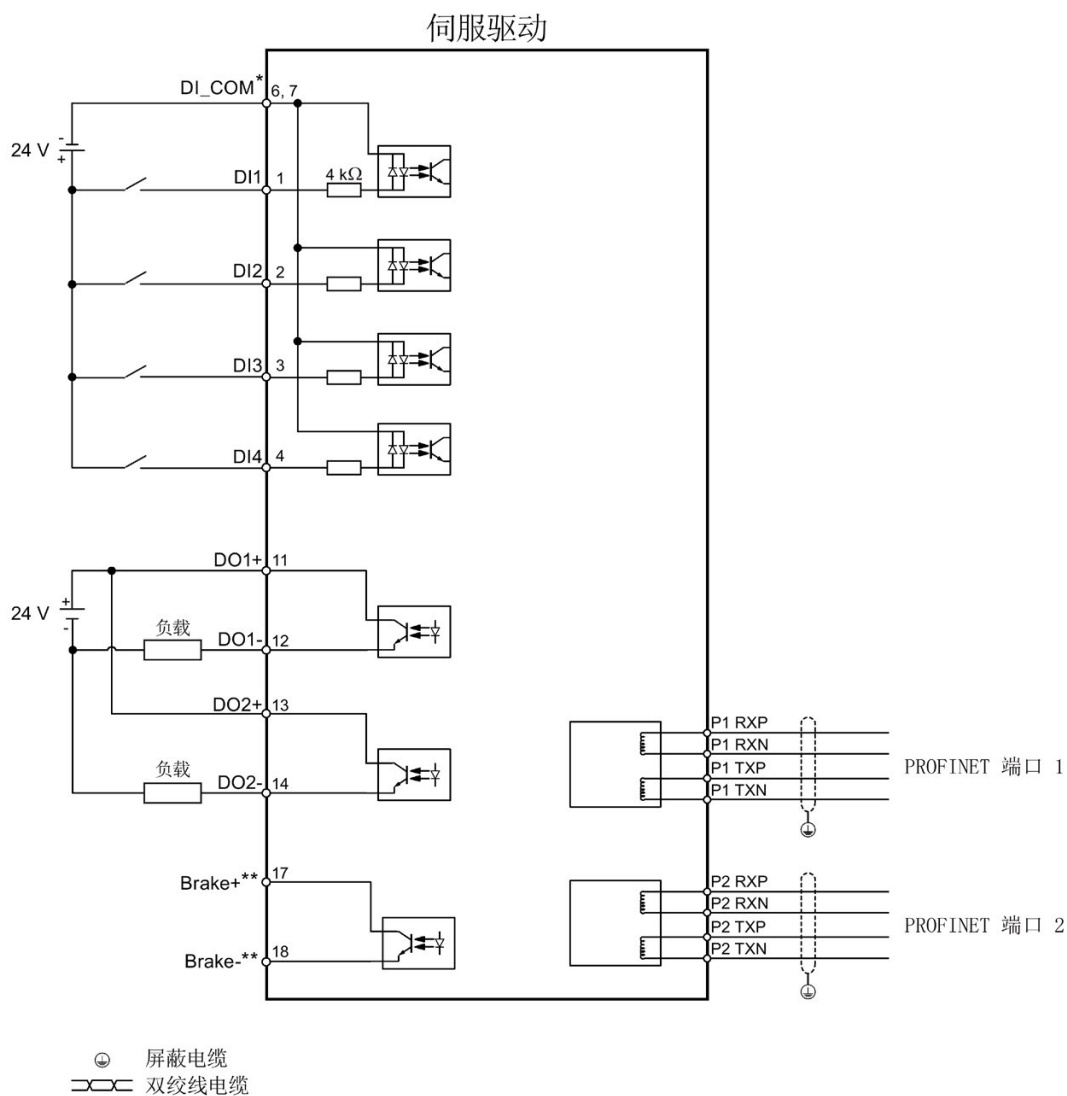 伺服驱动
DI_COM* 6, 7
24 V - +
DI1 1 4 kΩ
DI2 2
DI3 3
DI4 4
DO1+ 11
24 V + -
负载 DO1- 12
DO2+ 13
负载 DO2- 14
Brake+** 17
Brake-** 18
P1 RXP
P1 RXN
P1 TXP
P1 TXN
PROFINET 端口 1
P2 RXP
P2 RXN
P2 TXP
P2 TXN
PROFINET 端口 2
屏蔽电缆
双绞线电缆